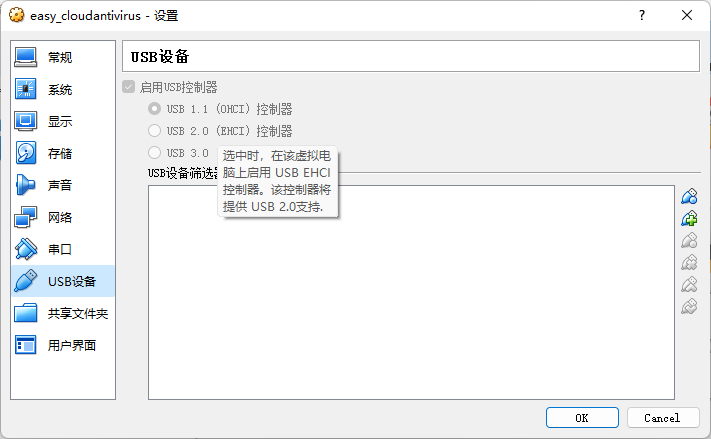 easy_cloudantivirus - 设置
?
常规
系统
显示
存储
声音
网络
串口
USB设备
共享文件夹
用户界面
USB设备
启用USB控制器
USB 1.1 (OHCI) 控制器
USB 2.0 (EHCI) 控制器
USB 3.0
选中时，在该虚拟电
脑上启用 USB EHCI
控制器。该控制器将
提供 USB 2.0支持.
USB设备筛选器
OK
Cancel